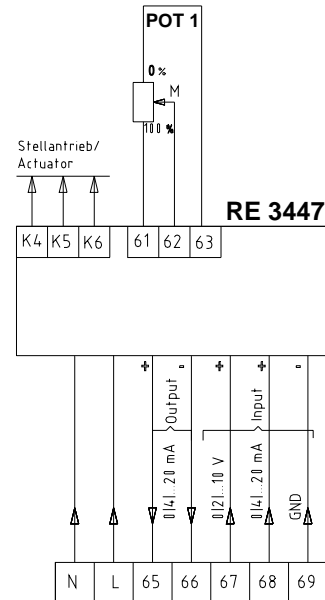 POT 1
0%
M
100 %
Stellantrieb/
Actuator
RE 3447
K4 K5 K6 61 62 63
+ - + + -
Output
0(4)...20 mA
Input
0(2)...10 V
0(4)...20 mA
GND
N L 65 66 67 68 69